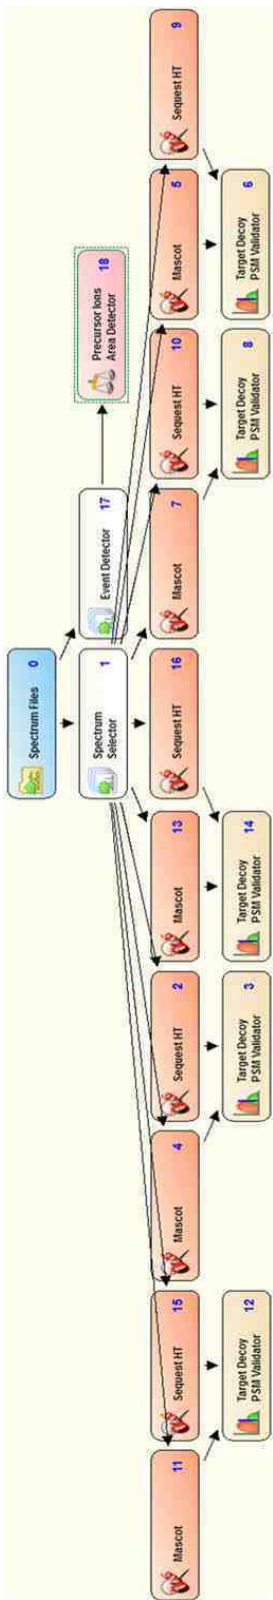 Spectrum Files 0
Spectrum
Selector 1
Event Detector 17
Precursor Ions
Area Detector 18
Mascot 11
Sequest HT 15
Mascot 4
Sequest HT 2
Mascot 13
Sequest HT 16
Mascot 7
Sequest HT 10
Mascot 5
Sequest HT 9
Target Decoy
PSM Validator 12
Target Decoy
PSM Validator 3
Target Decoy
PSM Validator 14
Target Decoy
PSM Validator 8
Target Decoy
PSM Validator 6